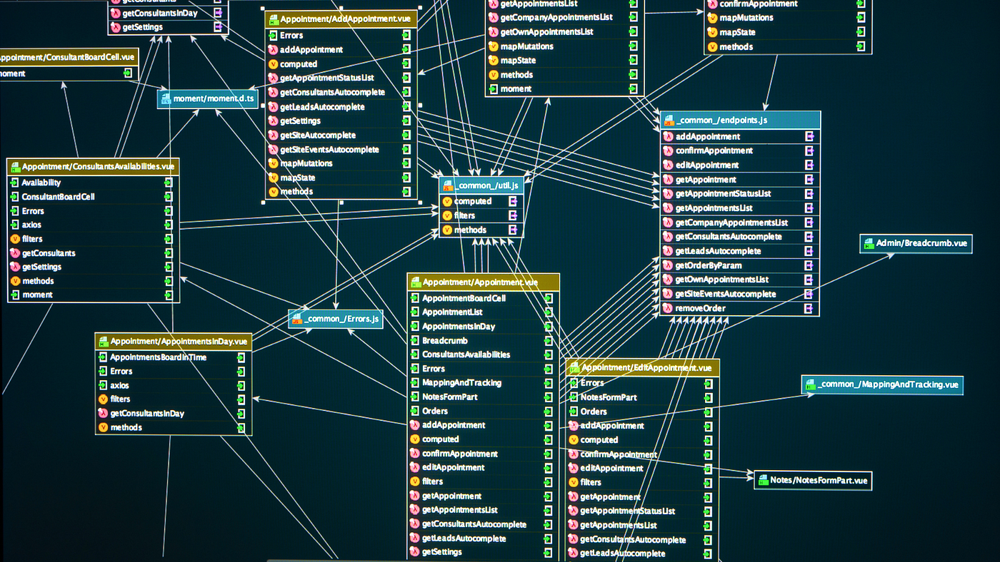 getConsultantsInDay
getSettings
ppointment/ConsultantBoardCell.vue
moment
moment/moment.d.ts
Appointment/AddAppointment.vue
Errors
addAppointment
computed
getAppointmentStatusList
getConsultantsAutocomplete
getLeadsAutocomplete
getSettings
getSiteAutocomplete
getSiteEventsAutocomplete
mapMutations
mapState
methods
getAppointmentsList
getCompanyAppointmentsList
getOwnAppointmentsList
mapMutations
mapState
methods
moment
confirmAppointment
mapMutations
mapState
methods
_common_/endpoints.js
addAppointment
confirmAppointment
editAppointment
getAppointment
getAppointmentStatusList
getAppointmentsList
getCompanyAppointmentsList
getConsultantsAutocomplete
getLeadsAutocomplete
getOrderByParam
getOwnAppointmentsList
getSiteEventsAutocomplete
removeOrder
Appointment/ConsultantsAvailabilities.vue
Availability
ConsultantBoardCell
Errors
axios
filters
getConsultants
getSettings
methods
moment
_common_/util.js
computed
filters
methods
Admin/Breadcrumb.vue
_common_/Errors.js
Appointment/AppointmentsInDay.vue
AppointmentsBoardInTime
Errors
axios
filters
getConsultantsInDay
methods
Appointment/Appointment.vue
AppointmentBoardCell
AppointmentList
AppointmentsInDay
Breadcrumb
ConsultantsAvailabilities
Errors
MappingAndTracking
NotesFormPart
Orders
addAppointment
computed
confirmAppointment
editAppointment
filters
getAppointment
getAppointmentsList
getConsultantsAutocomplete
getLeadsAutocomplete
getSettings
Appointment/EditAppointment.vue
Errors
NotesFormPart
Orders
addAppointment
computed
confirmAppointment
editAppointment
filters
getAppointment
getAppointmentStatusList
getAppointmentsList
getConsultantsAutocomplete
getLeadsAutocomplete
_common_/MappingAndTracking.vue
Notes/NotesFormPart.vue